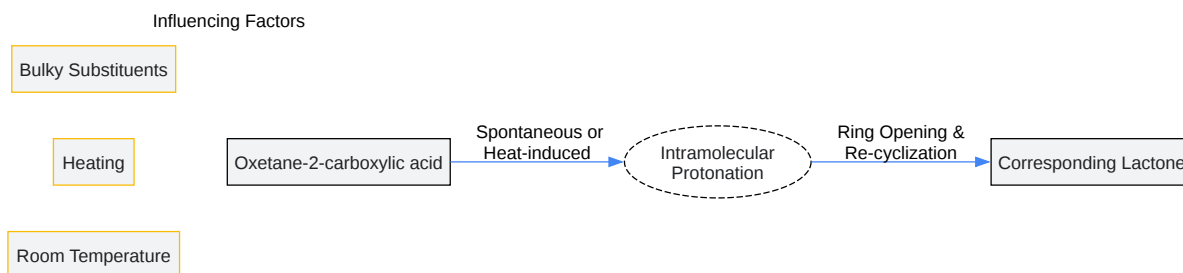 Influencing Factors
Bulky Substituents
Heating
Oxetane-2-carboxylic acid
Spontaneous or
Heat-induced
Intramolecular
Protonation
Ring Opening &
Re-cyclization
Corresponding Lactone
Room Temperature